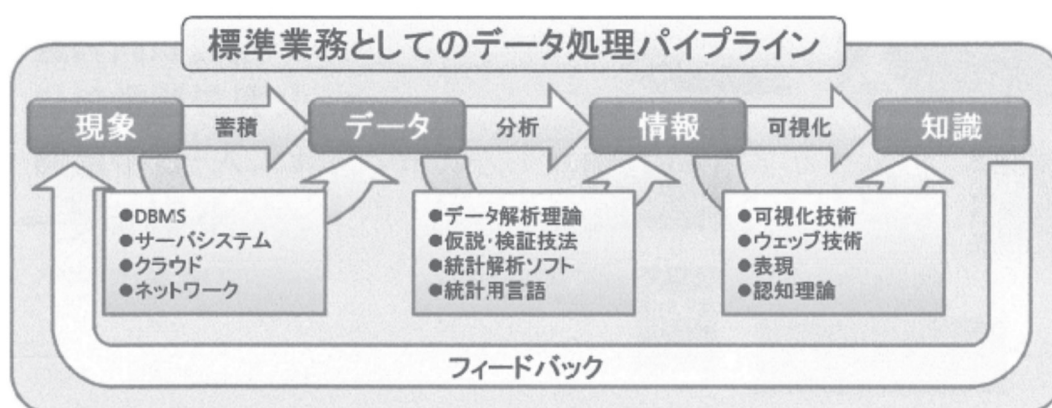 標準業務としてのデータ処理パイプライン
現象
蓄積
データ
分析
情報
可視化
知識
●DBMS
●サーバシステム
●クラウド
●ネットワーク
●データ解析理論
●仮説・検証技法
●統計解析ソフト
●統計用言語
●可視化技術
●ウェッブ技術
●表現
●認知理論
フィードバック